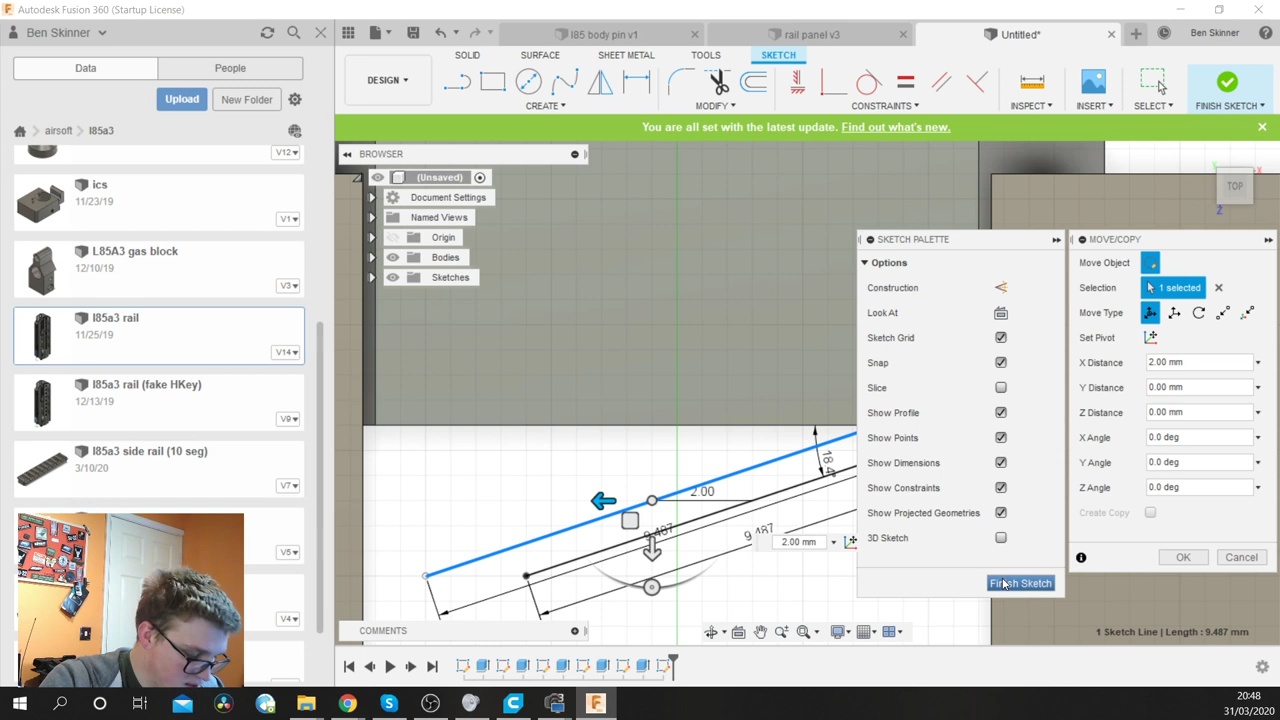 Autodesk Fusion 360 (Startup License)
Ben Skinner
Data
People
Upload
New Folder
airsoft
l85a3
V12
ics
11/23/19
V1
L85A3 gas block
12/10/19
V3
l85a3 rail
11/25/19
V14
l85a3 rail (fake HKey)
12/13/19
V9
l85a3 side rail (10 seg)
3/10/20
V7
V5
V4
l85 body pin v1
rail panel v3
Untitled*
Ben Skinner
DESIGN
SOLID
SURFACE
SHEET METAL
TOOLS
SKETCH
CREATE
MODIFY
CONSTRAINTS
INSPECT
INSERT
SELECT
FINISH SKETCH
You are all set with the latest update. Find out what's new.
BROWSER
(Unsaved)
Document Settings
Named Views
Origin
Bodies
Sketches
TOP
X
Z
SKETCH PALETTE
Options
Construction
Look At
Sketch Grid
Snap
Slice
Show Profile
Show Points
Show Dimensions
Show Constraints
Show Projected Geometries
3D Sketch
Finish Sketch
MOVE/COPY
Move Object
Selection
1 selected
Move Type
Set Pivot
X Distance
2.00 mm
Y Distance
0.00 mm
Z Distance
0.00 mm
X Angle
0.0 deg
Y Angle
0.0 deg
Z Angle
0.0 deg
Create Copy
OK
Cancel
2.00
9.487
9.487
2.00 mm
COMMENTS
1 Sketch Line | Length : 9.487 mm
20:48
31/03/2020